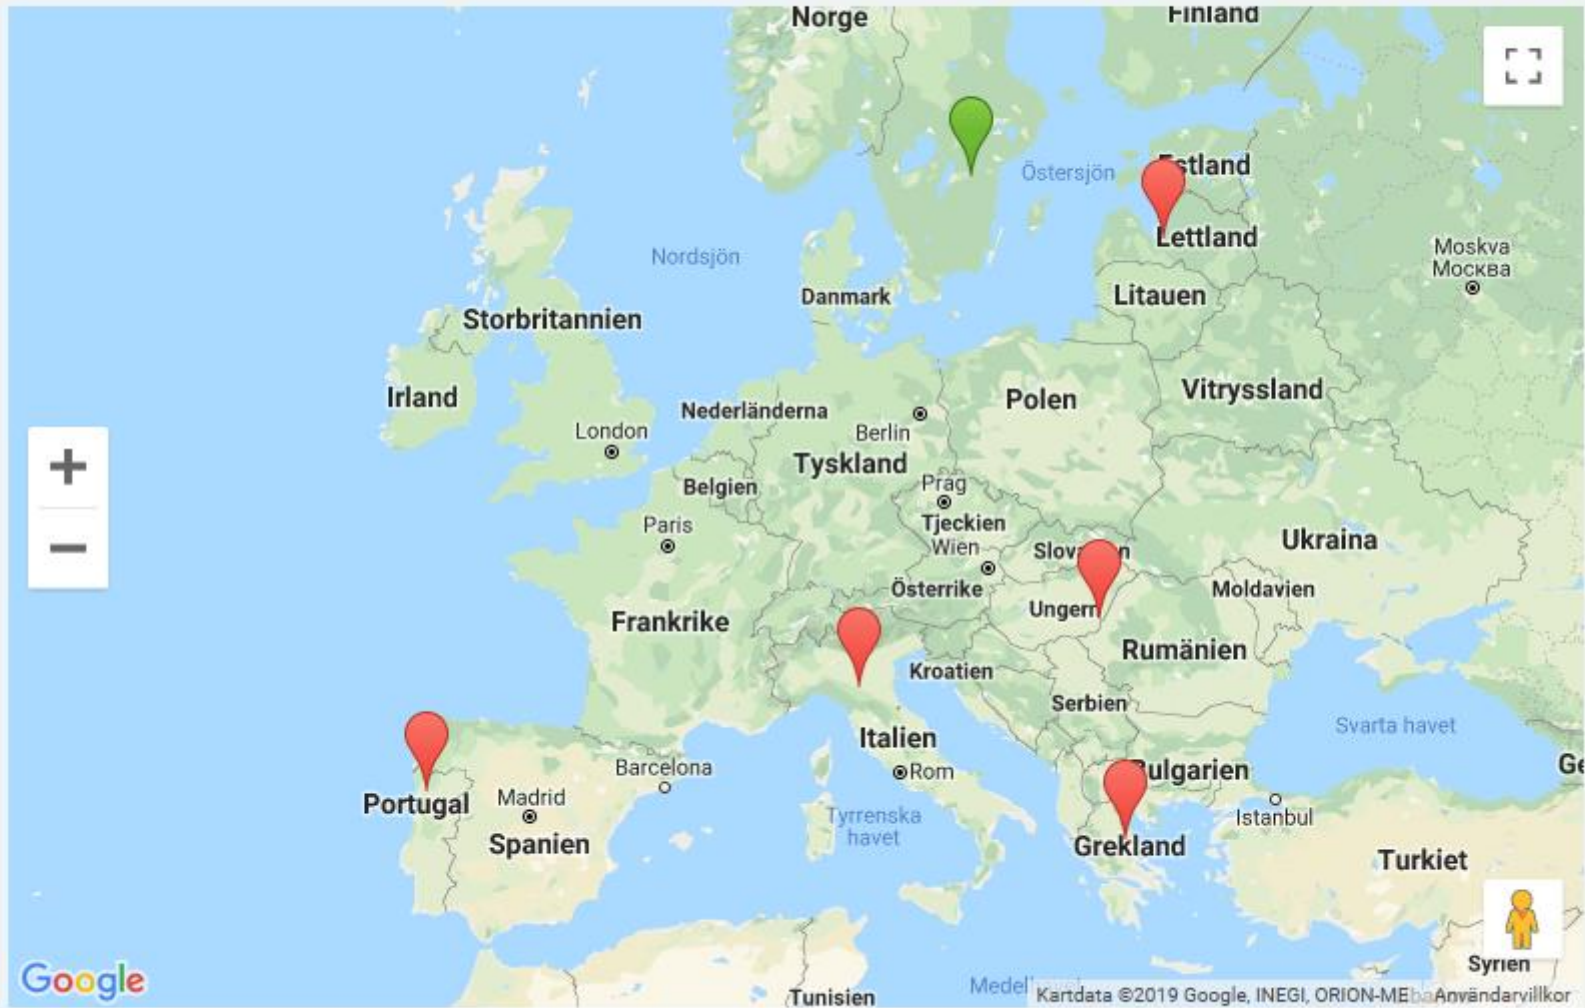 Norge
Finland
Estland
Östersjön
Lettland
Moskva
Москва
Nordsjön
Danmark
Litauen
Storbritannien
Irland
Vitryssland
Polen
Nederländerna
London
Berlin
Tyskland
Belgien
Prag
Paris
Tjeckien
Wien
Ukraina
Österrike
Moldavien
Ungern
Frankrike
Rumänien
Kroatien
Serbien
Svarta havet
Italien
Rom
Barcelona
Bulgarien
Portugal
Madrid
Istanbul
Tyrrenska
havet
Spanien
Grekland
Turkiet
Syrien
Google
Tunisien
Kartdata ©2019 Google, INEGI, ORION-ME
Användarvillkor